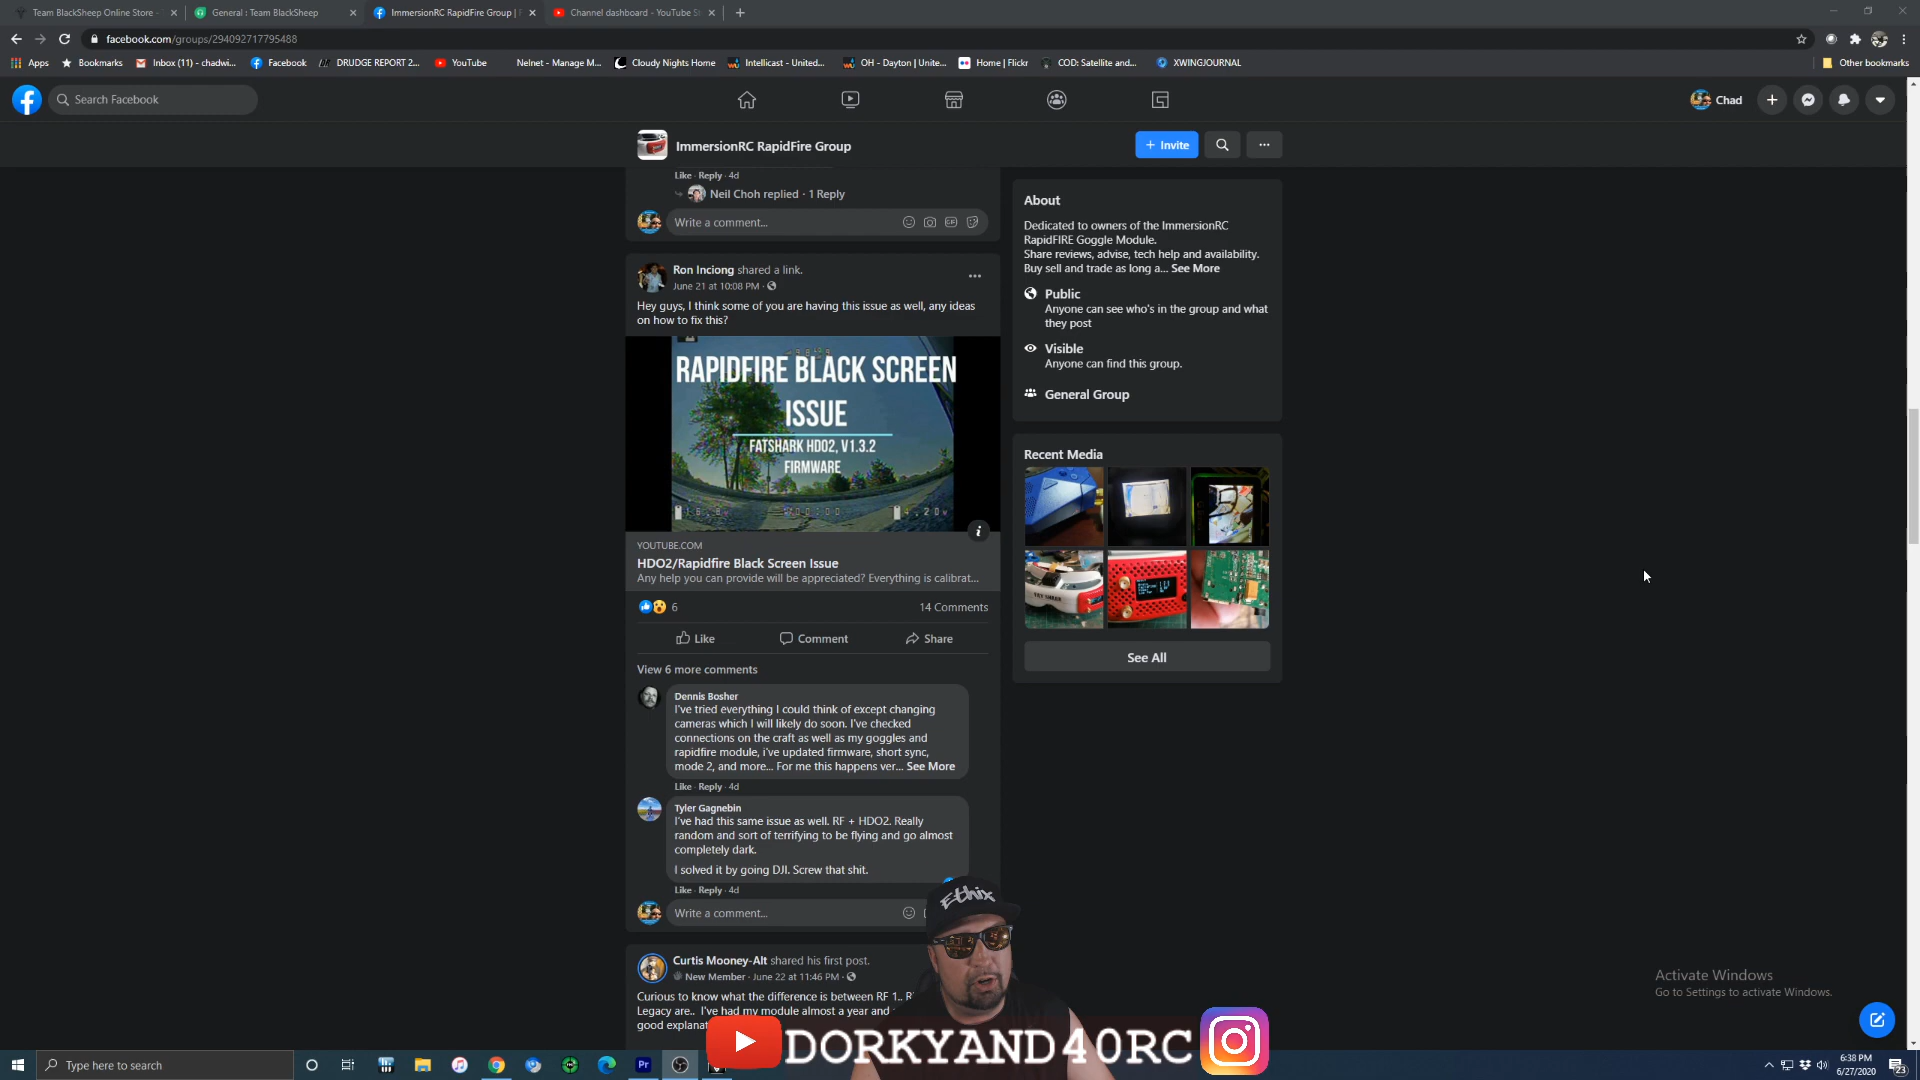 Team BlackSheep Online Store -
General : Team BlackSheep
ImmersionRC RapidFire Group |
Channel dashboard - YouTube St
facebook.com/groups/294092717795488
Apps
Bookmarks
Inbox (11) - chadwi...
Facebook
DRUDGE REPORT 2...
YouTube
Nelnet - Manage M...
Cloudy Nights Home
Intellicast - United...
OH - Dayton | Unite...
Home | Flickr
COD: Satellite and...
XWINGJOURNAL
Other bookmarks
Search Facebook
Chad
ImmersionRC RapidFire Group
+ Invite
Like · Reply · 4d
Neil Choh replied · 1 Reply
Write a comment...
Ron Inciong shared a link.
June 21 at 10:08 PM ·
Hey guys, I think some of you are having this issue as well, any ideas
on how to fix this?
RAPIDFIRE BLACK SCREEN
ISSUE
FATSHARK HDO2, V1.3.2
FIRMWARE
YOUTUBE.COM
HDO2/Rapidfire Black Screen Issue
Any help you can provide will be appreciated? Everything is calibrat...
6
14 Comments
Like
Comment
Share
View 6 more comments
Dennis Bosher
I've tried everything I could think of except changing
cameras which I will likely do soon. I've checked
connections on the craft as well as my goggles and
rapidfire module, i've updated firmware, short sync,
mode 2, and more... For me this happens ver... See More
Like · Reply · 4d
Tyler Gagnebin
I've had this same issue as well. RF + HDO2. Really
random and sort of terrifying to be flying and go almost
completely dark.
I solved it by going DJI. Screw that shit.
Like · Reply · 4d
Write a comment...
Curtis Mooney-Alt shared his first post.
New Member · June 22 at 11:46 PM ·
Curious to know what the difference is between RF 1..
Legacy are.. I've had my module almost a year and
good
About
Dedicated to owners of the ImmersionRC
RapidFIRE Goggle Module.
Share reviews, advise, tech help and availability.
Buy sell and trade as long a... See More
Public
Anyone can see who's in the group and what
they post
Visible
Anyone can find this group.
General Group
Recent Media
FAT SHARK
See All
Ethix
DORKYAND40RC
Activate Windows
Go to Settings to activate Windows.
Type here to search
Pr
6:38 PM
6/27/2020
23